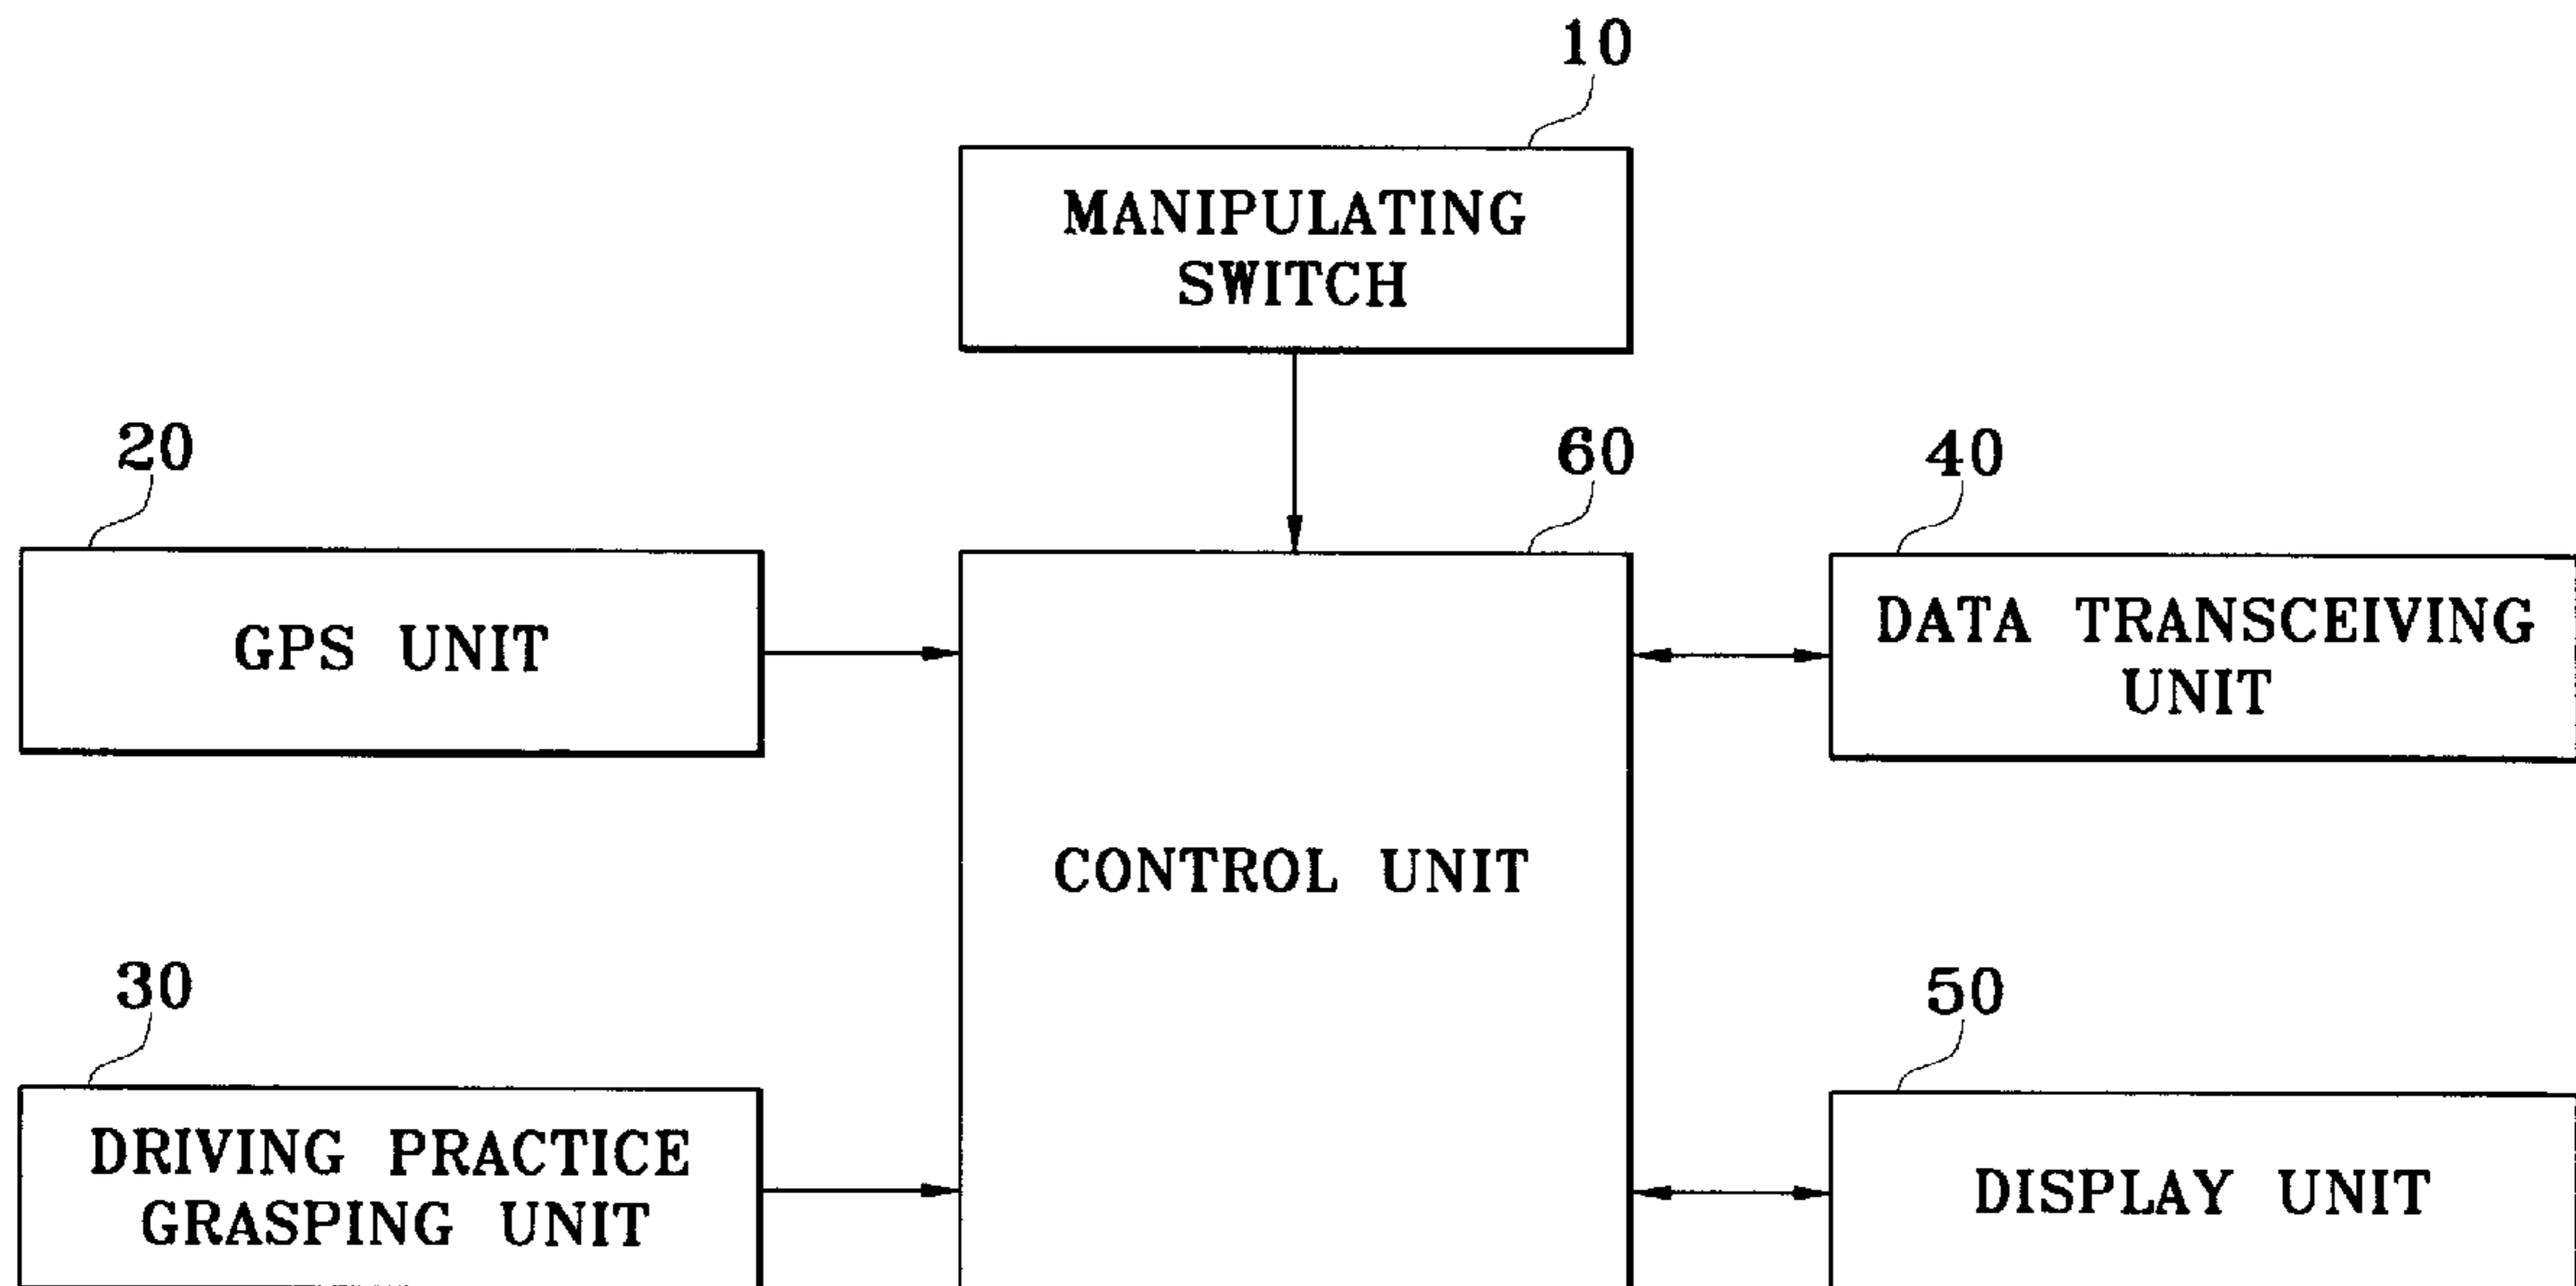 10
MANIPULATING
SWITCH
20
60
40
GPS UNIT
DATA TRANSCEIVING
UNIT
CONTROL UNIT
30
50
DRIVING PRACTICE
GRASPING UNIT
DISPLAY UNIT